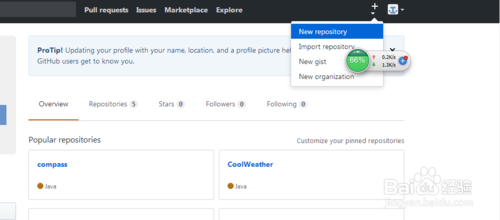 Pull requests Issues Marketplace Explore
New repository
Import repository
New gist
New organization
66%
0.2K/s
1.3K/s
ProTip! Updating your profile with your name, location, and a profile picture
GitHub users get to know you.
Overview Repositories 5 Stars 0 Followers 0 Following 0
Popular repositories
Customize your pinned repositories
compass
Java
CoolWeather
Java
Baidu 经验
jingyan.baidu.com